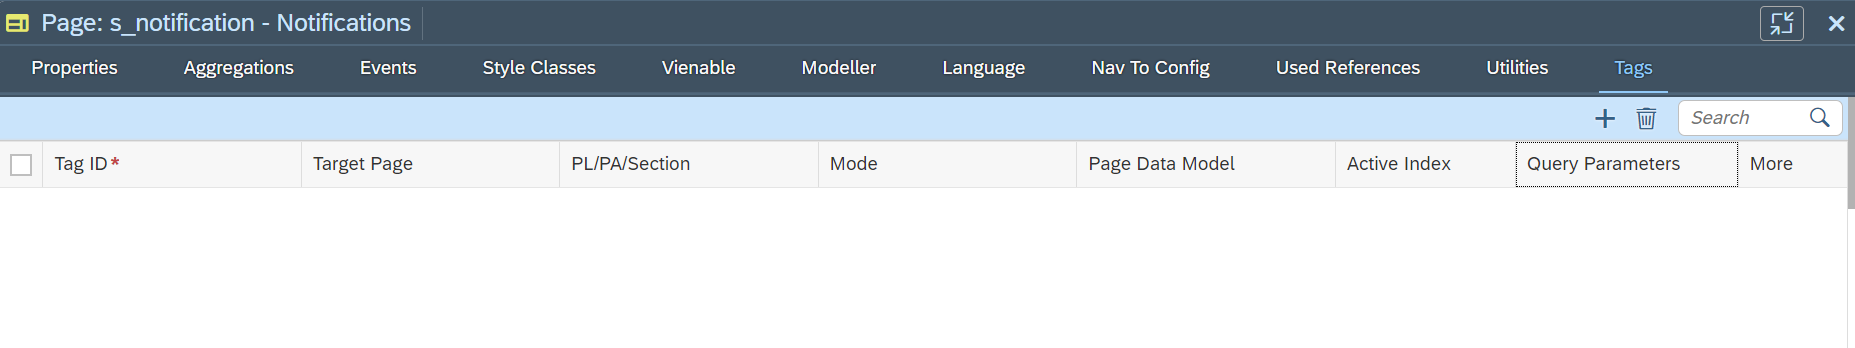 Page: s_notification - Notifications
Properties Aggregations Events Style Classes Vienable Modeller Language Nav To Config Used References Utilities Tags
Search
Tag ID* Target Page PL/PA/Section Mode Page Data Model Active Index Query Parameters More